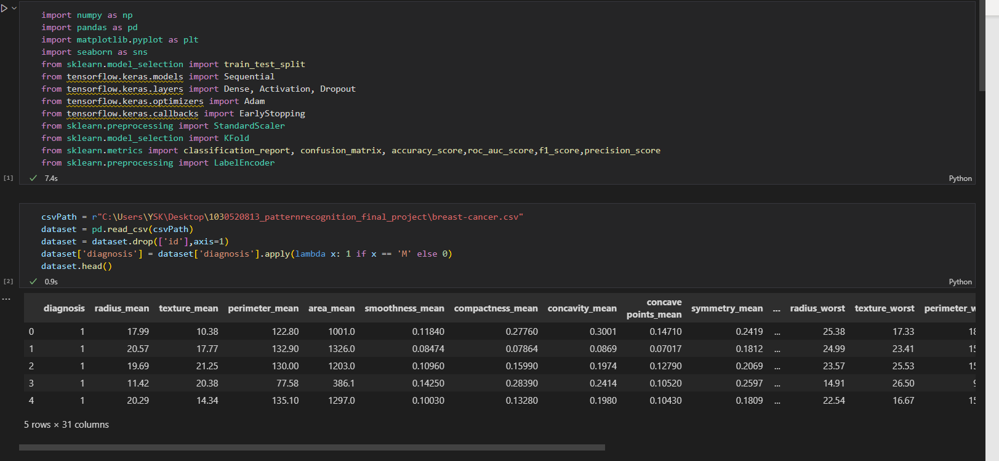 import numpy as np
import pandas as pd
import matplotlib.pyplot as plt
import seaborn as sns
from sklearn.model_selection import train_test_split
from tensorflow.keras.models import Sequential
from tensorflow.keras.layers import Dense, Activation, Dropout
from tensorflow.keras.optimizers import Adam
from tensorflow.keras.callbacks import EarlyStopping
from sklearn.preprocessing import StandardScaler
from sklearn.model_selection import KFold
from sklearn.metrics import classification_report, confusion_matrix, accuracy_score,roc_auc_score,f1_score,precision_score
from sklearn.preprocessing import LabelEncoder
[1] 7.4s Python
csvPath = r"C:\Users\YSK\Desktop\1030520813_patternrecognition_final_project\breast-cancer.csv"
dataset = pd.read_csv(csvPath)
dataset = dataset.drop(['id'],axis=1)
dataset['diagnosis'] = dataset['diagnosis'].apply(lambda x: 1 if x == 'M' else 0)
dataset.head()
[2] 0.9s Python
...
diagnosis radius_mean texture_mean perimeter_mean area_mean smoothness_mean compactness_mean concavity_mean concave points_mean symmetry_mean ... radius_worst texture_worst perimeter_w
0 1 17.99 10.38 122.80 1001.0 0.11840 0.27760 0.3001 0.14710 0.2419 ... 25.38 17.33 18
1 1 20.57 17.77 132.90 1326.0 0.08474 0.07864 0.0869 0.07017 0.1812 ... 24.99 23.41 15
2 1 19.69 21.25 130.00 1203.0 0.10960 0.15990 0.1974 0.12790 0.2069 ... 23.57 25.53 15
3 1 11.42 20.38 77.58 386.1 0.14250 0.28390 0.2414 0.10520 0.2597 ... 14.91 26.50 9
4 1 20.29 14.34 135.10 1297.0 0.10030 0.13280 0.1980 0.10430 0.1809 ... 22.54 16.67 15
5 rows × 31 columns